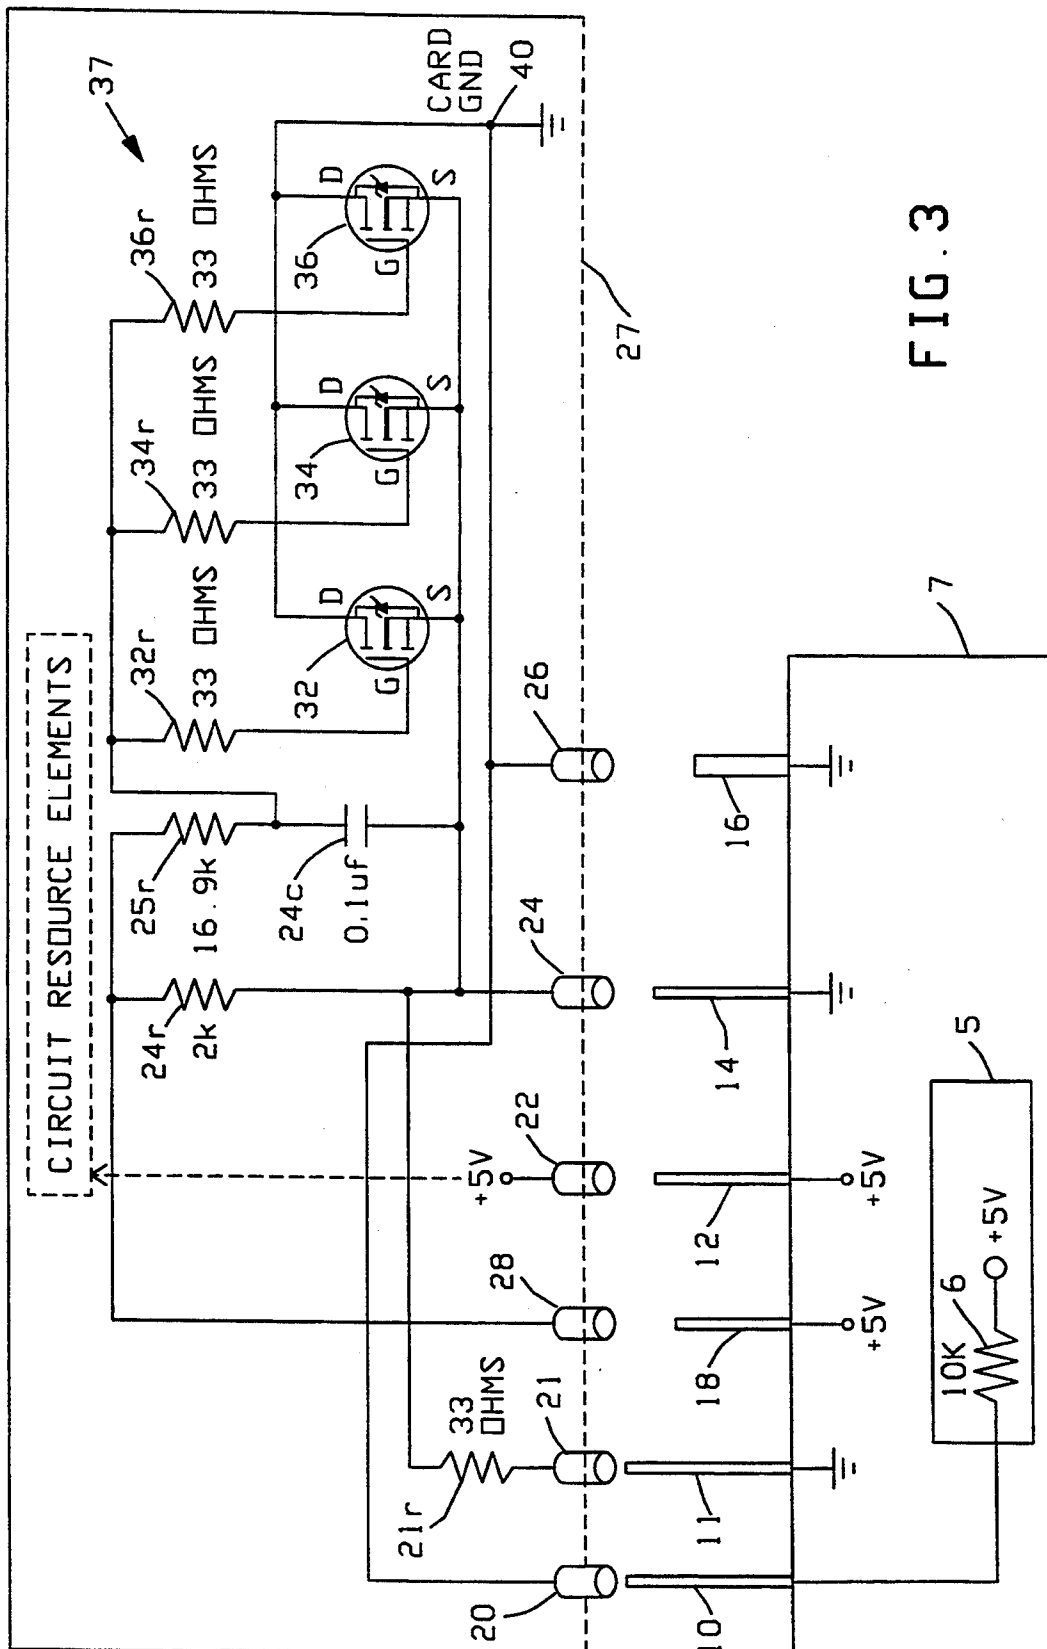 CIRCUIT RESOURCE ELEMENTS
37
24r
2k
25r
16.9k
32r
33 OHMS
34r
33 OHMS
36r
33 OHMS
24c
0.1uf
32
D
G
S
34
D
G
S
36
D
G
S
CARD
GND
40
21r
33
OHMS
+5V
20
21
28
22
24
26
27
10
11
18
+5V
12
+5V
14
16
7
5
10K
6
+5V
FIG. 3